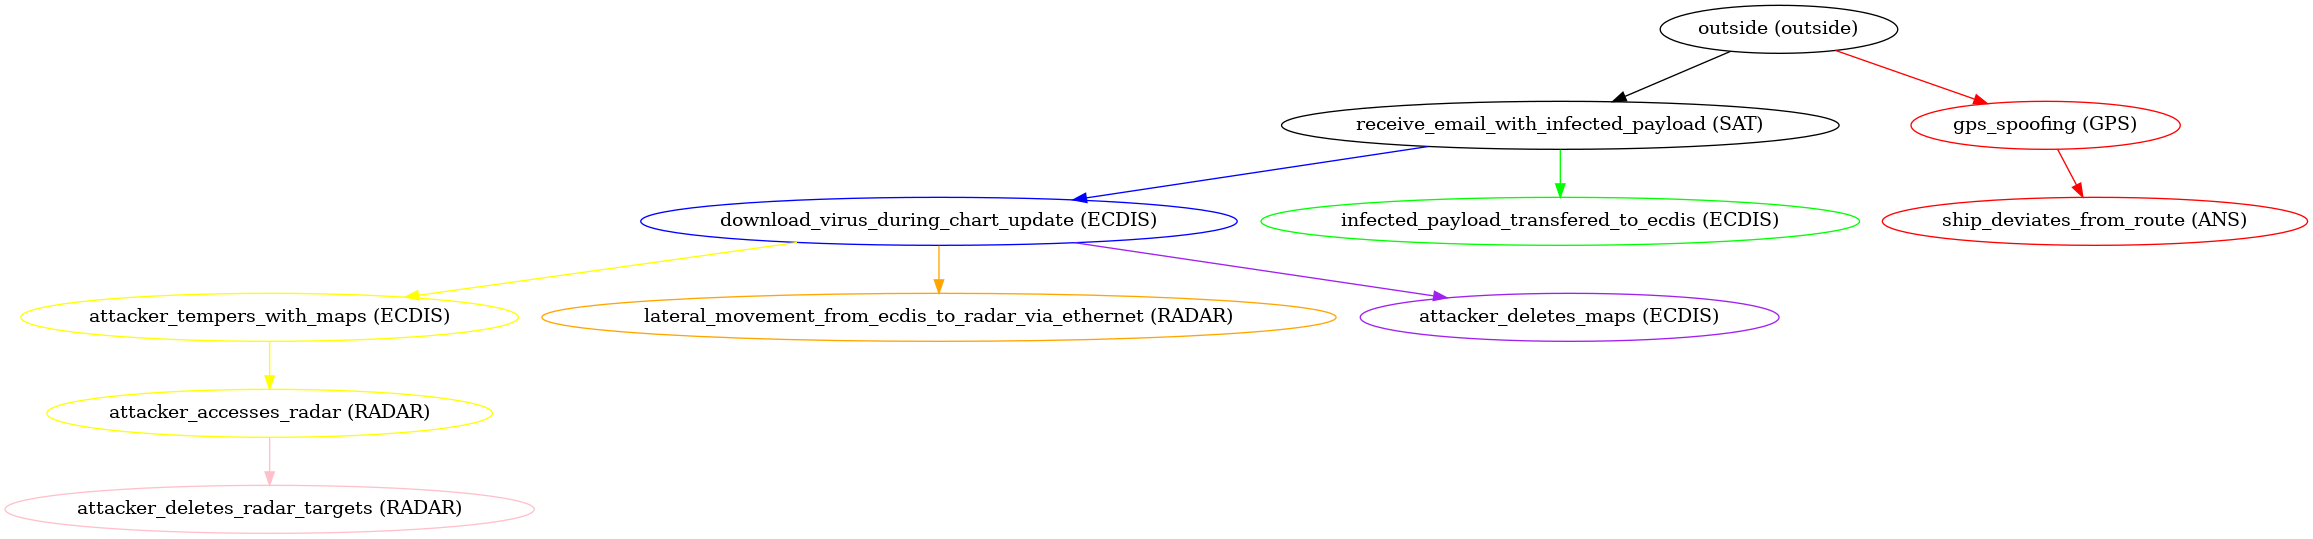 outside (outside)
receive_email_with_infected_payload (SAT)
gps_spoofing (GPS)
download_virus_during_chart_update (ECDIS)
infected_payload_transfered_to_ecdis (ECDIS)
ship_deviates_from_route (ANS)
attacker_tempers_with_maps (ECDIS)
lateral_movement_from_ecdis_to_radar_via_ethernet (RADAR)
attacker_deletes_maps (ECDIS)
attacker_accesses_radar (RADAR)
attacker_deletes_radar_targets (RADAR)